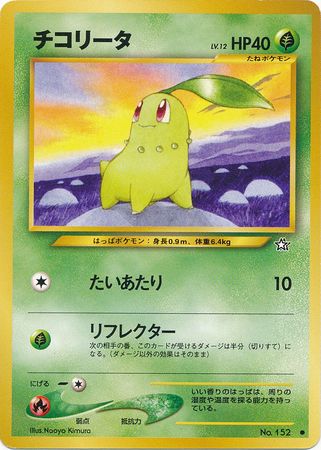 チコリータ LV.12 HP40
たねポケモン
はっぱポケモン:身長0.9m、体重6.4kg
たいあたり 10
リフレクター
次の相手の番、このカードが受けるダメージは半分(切りすて)に
なる。(ダメージ以外の効果はそのまま)
にげる
弱点 抵抗力
いい香りのはっぱは、周りの
湿度や温度を探る能力を持っ
ている。
Illus.Naoyo Kimura
No. 152